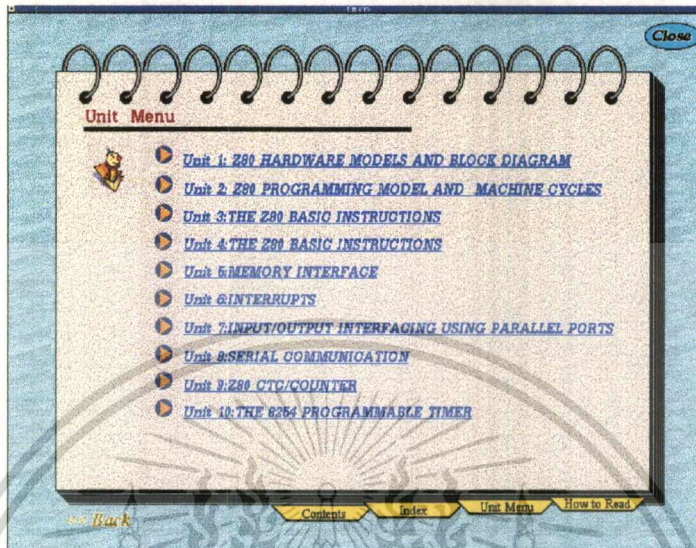 Close
Unit Menu
Unit 1: Z80 HARDWARE MODELS AND BLOCK DIAGRAM
Unit 2: Z80 PROGRAMMING MODEL AND MACHINE CYCLES
Unit 3:THE Z80 BASIC INSTRUCTIONS
Unit 4:THE Z80 BASIC INSTRUCTIONS
Unit 5:MEMORY INTERFACE
Unit 6:INTERRUPTS
Unit 7:INPUT/OUTPUT INTERFACING USING PARALLEL PORTS
Unit 8:SERIAL COMMUNICATION
Unit 9:Z80 CTC/COUNTER
Unit 10:THE 8254 PROGRAMMABLE TIMER
<< Back
Contents
Index
Unit Menu
How to Read